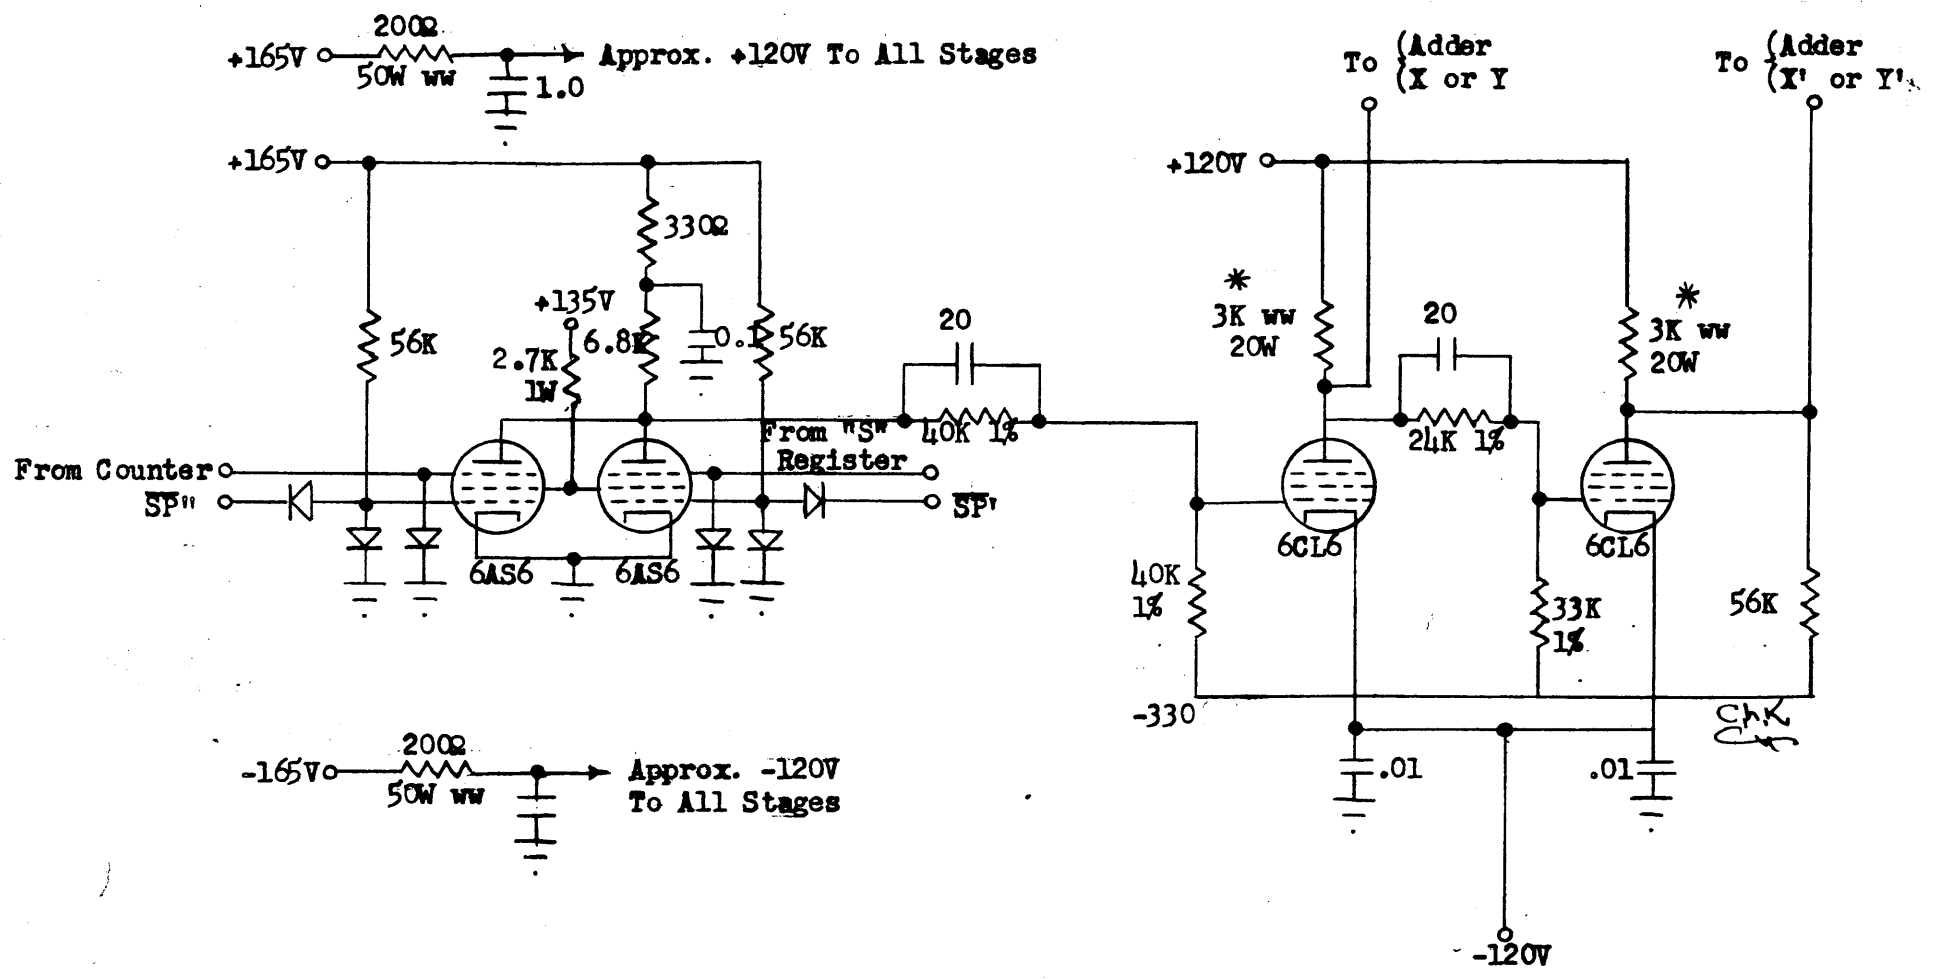 200Ω
+165V
50W ww
Approx. +120V To All Stages
1.0
To (Adder
(X or Y
To (Adder
(X' or Y'
+165V
+120V
330Ω
+135V
56K
2.7K
1W
6.8K
0.1
56K
20
*
3K ww
20W
20
*
3K ww
20W
From "S"
Register
40K 1%
24K 1%
From Counter
SP"
SP'
6AS6
6AS6
6CL6
6CL6
40K
1%
33K
1%
56K
-330
Chk
-165V
200Ω
50W ww
Approx. -120V
To All Stages
.01
.01
-120V